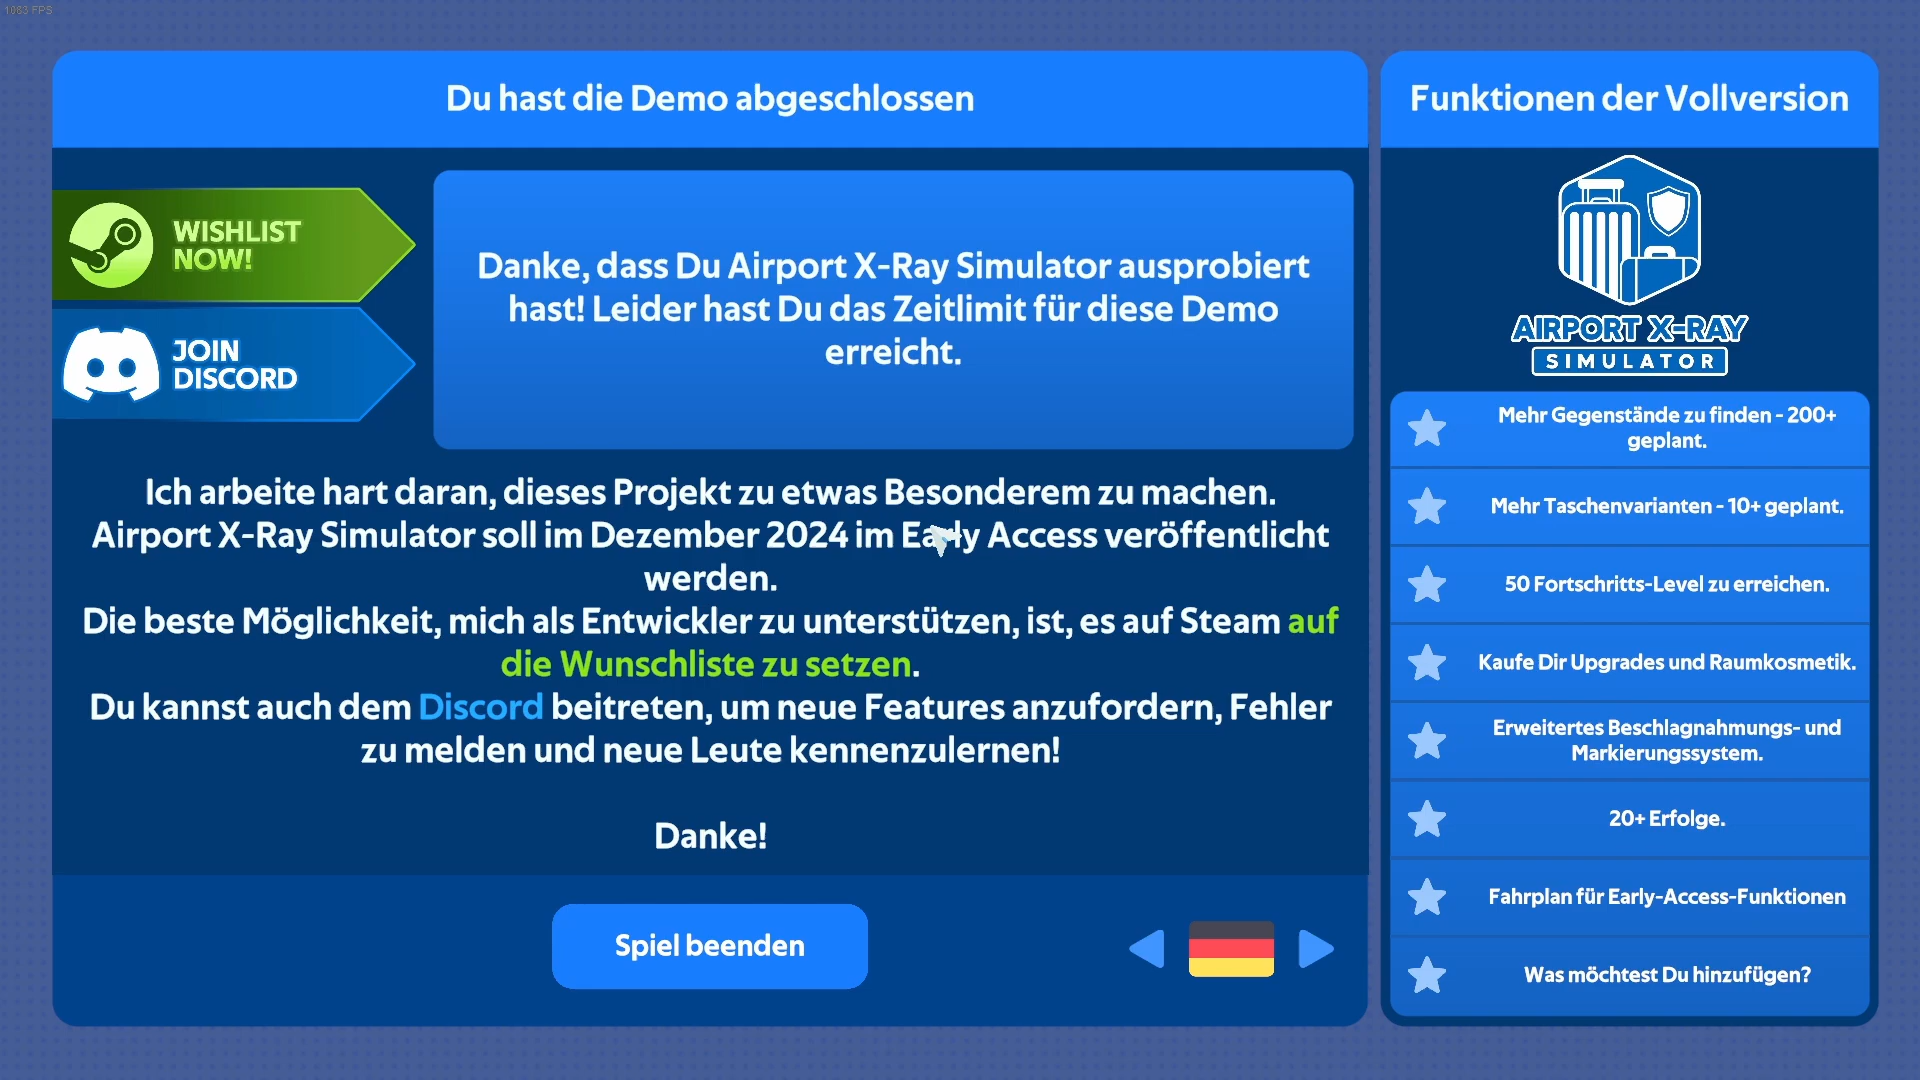 1083 FPS
Du hast die Demo abgeschlossen
WISHLIST
NOW!
JOIN
DISCORD
Danke, dass Du Airport X-Ray Simulator ausprobiert
hast! Leider hast Du das Zeitlimit für diese Demo
erreicht.
Ich arbeite hart daran, dieses Projekt zu etwas Besonderem zu machen.
Airport X-Ray Simulator soll im Dezember 2024 im Early Access veröffentlicht
werden.
Die beste Möglichkeit, mich als Entwickler zu unterstützen, ist, es auf Steam auf
die Wunschliste zu setzen.
Du kannst auch dem Discord beitreten, um neue Features anzufordern, Fehler
zu melden und neue Leute kennenzulernen!
Danke!
Spiel beenden
Funktionen der Vollversion
AIRPORT X-RAY
SIMULATOR
Mehr Gegenstände zu finden - 200+
geplant.
Mehr Taschenvarianten - 10+ geplant.
50 Fortschritts-Level zu erreichen.
Kaufe Dir Upgrades und Raumkosmetik.
Erweitertes Beschlagnahmungs- und
Markierungssystem.
20+ Erfolge.
Fahrplan für Early-Access-Funktionen
Was möchtest Du hinzufügen?